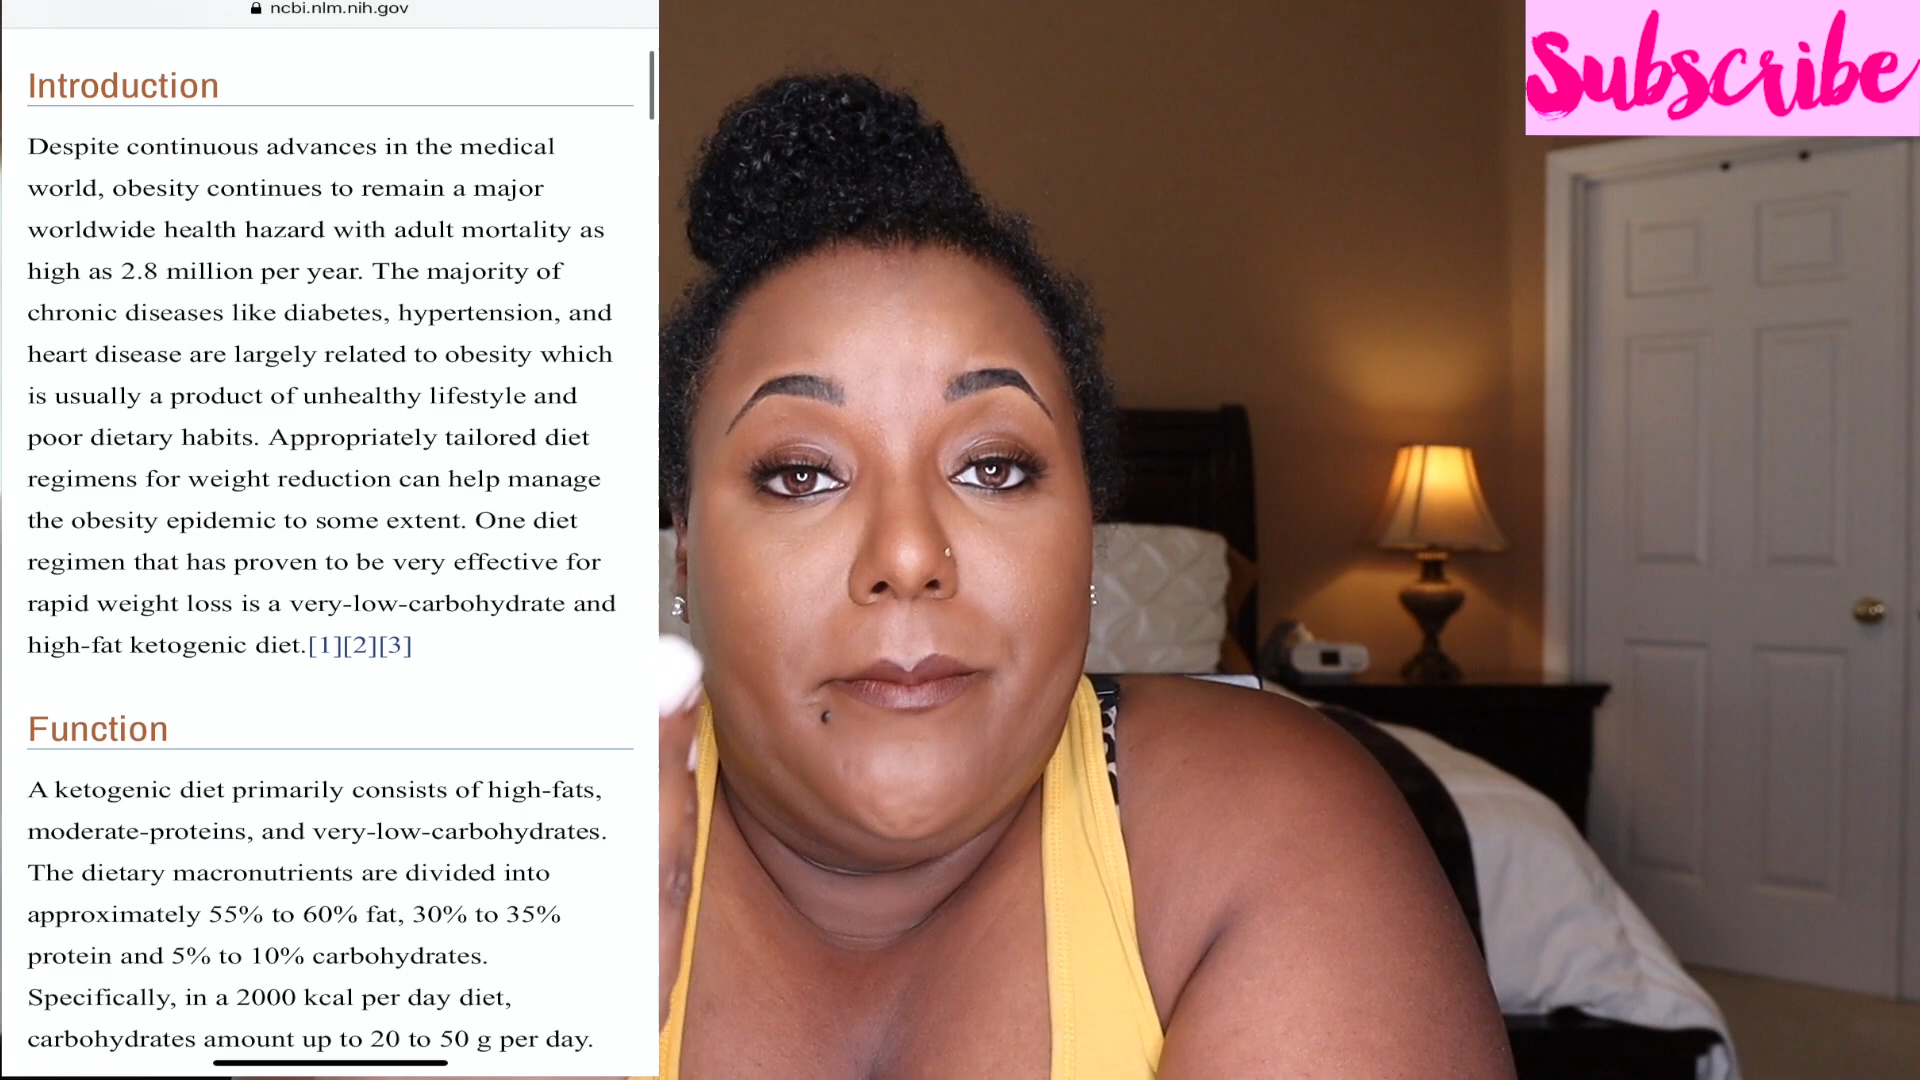 ncbi.nlm.nih.gov
Introduction
Despite continuous advances in the medical
world, obesity continues to remain a major
worldwide health hazard with adult mortality as
high as 2.8 million per year. The majority of
chronic diseases like diabetes, hypertension, and
heart disease are largely related to obesity which
is usually a product of unhealthy lifestyle and
poor dietary habits. Appropriately tailored diet
regimens for weight reduction can help manage
the obesity epidemic to some extent. One diet
regimen that has proven to be very effective for
rapid weight loss is a very-low-carbohydrate and
high-fat ketogenic diet.[1][2][3]
Function
A ketogenic diet primarily consists of high-fats,
moderate-proteins, and very-low-carbohydrates.
The dietary macronutrients are divided into
approximately 55% to 60% fat, 30% to 35%
protein and 5% to 10% carbohydrates.
Specifically, in a 2000 kcal per day diet,
carbohydrates amount up to 20 to 50 g per day.
Subscribe